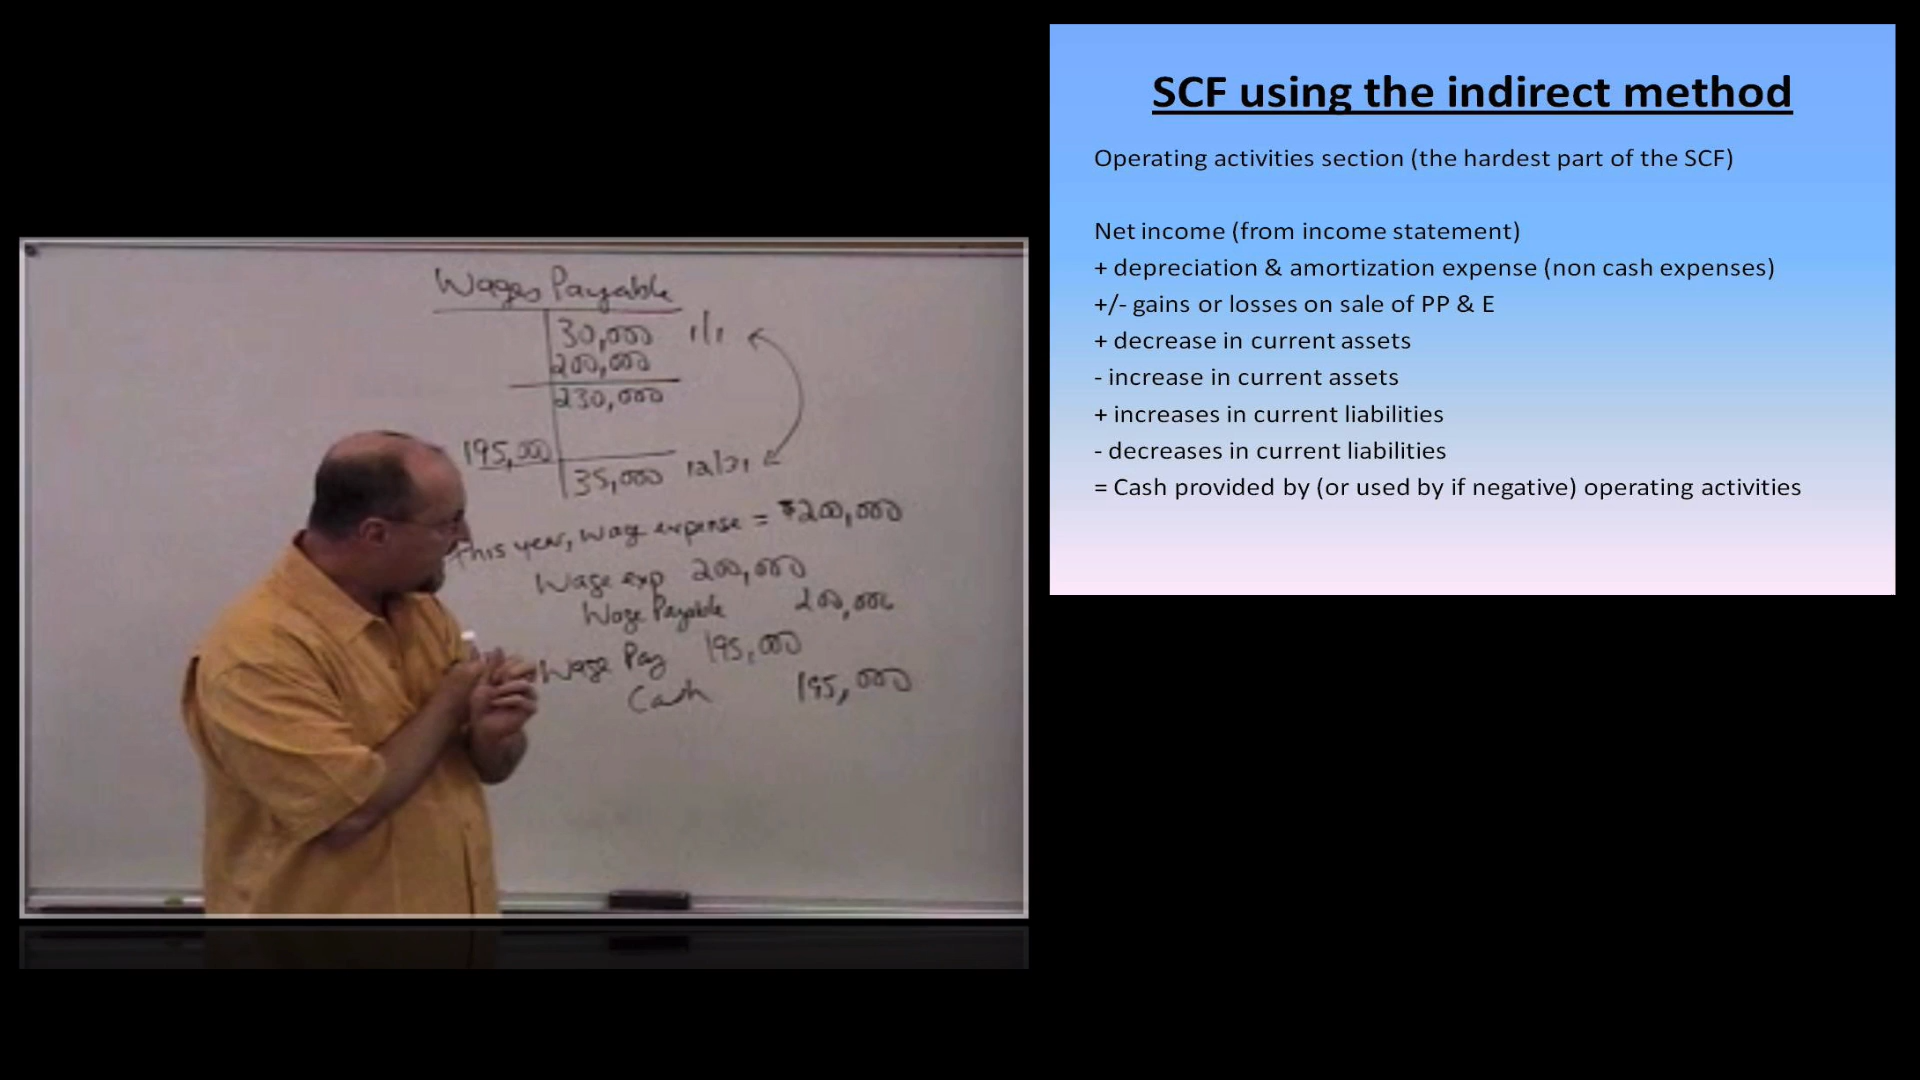 Wages Payable
30,000 1/1
200,000
230,000
195,000
35,000 12/31
This year, wage expense = $200,000
Wage exp 200,000
Wage Payable 200,000
Wage Pay 195,000
Cash 195,000
SCF using the indirect method
Operating activities section (the hardest part of the SCF)
Net income (from income statement)
+ depreciation & amortization expense (non cash expenses)
+/- gains or losses on sale of PP & E
+ decrease in current assets
- increase in current assets
+ increases in current liabilities
- decreases in current liabilities
= Cash provided by (or used by if negative) operating activities